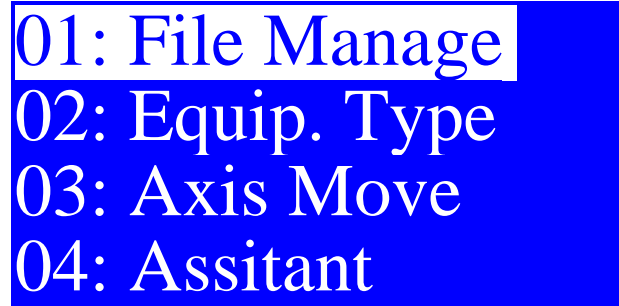 01: File Manage
02: Equip. Type
03: Axis Move
04: Assitant